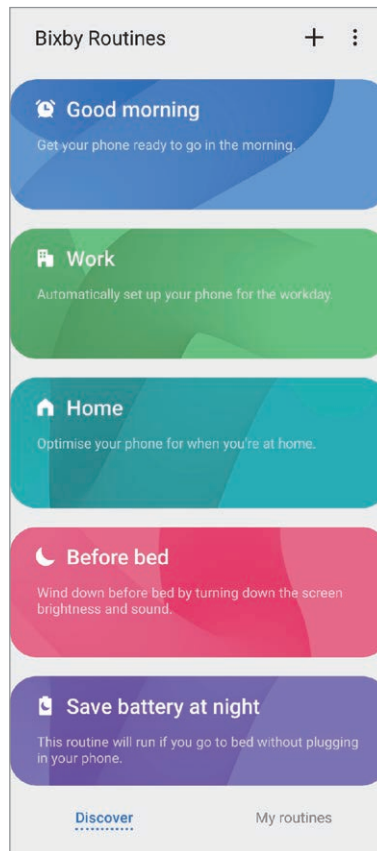 Bixby Routines
Good morning
Get your phone ready to go in the morning.
Work
Automatically set up your phone for the workday.
Home
Optimise your phone for when you're at home.
Before bed
Wind down before bed by turning down the screen
brightness and sound.
Save battery at night
This routine will run if you go to bed without plugging
in your phone.
Discover
My routines